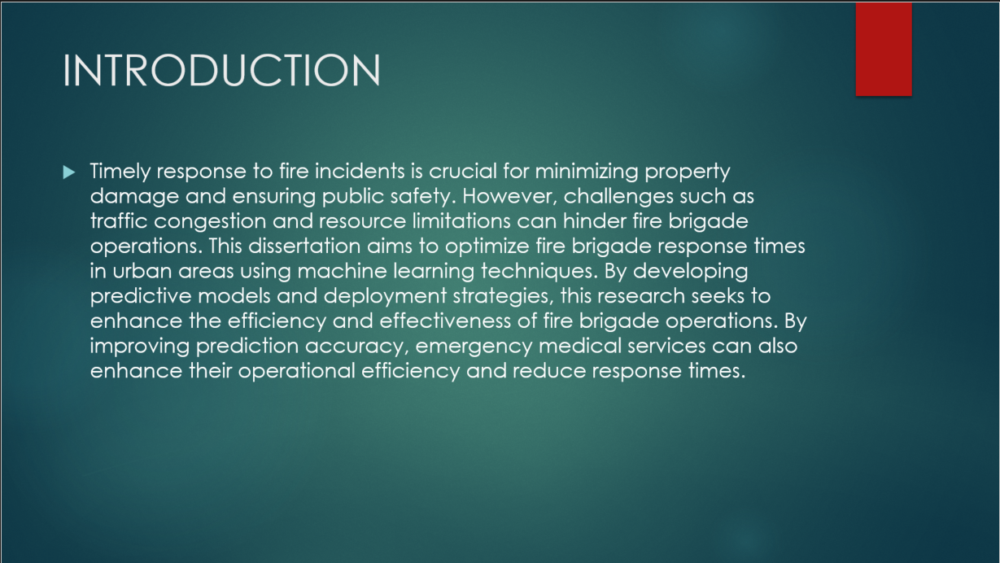 INTRODUCTION
Timely response to fire incidents is crucial for minimizing property
damage and ensuring public safety. However, challenges such as
traffic congestion and resource limitations can hinder fire brigade
operations. This dissertation aims to optimize fire brigade response times
in urban areas using machine learning techniques. By developing
predictive models and deployment strategies, this research seeks to
enhance the efficiency and effectiveness of fire brigade operations. By
improving prediction accuracy, emergency medical services can also
enhance their operational efficiency and reduce response times.